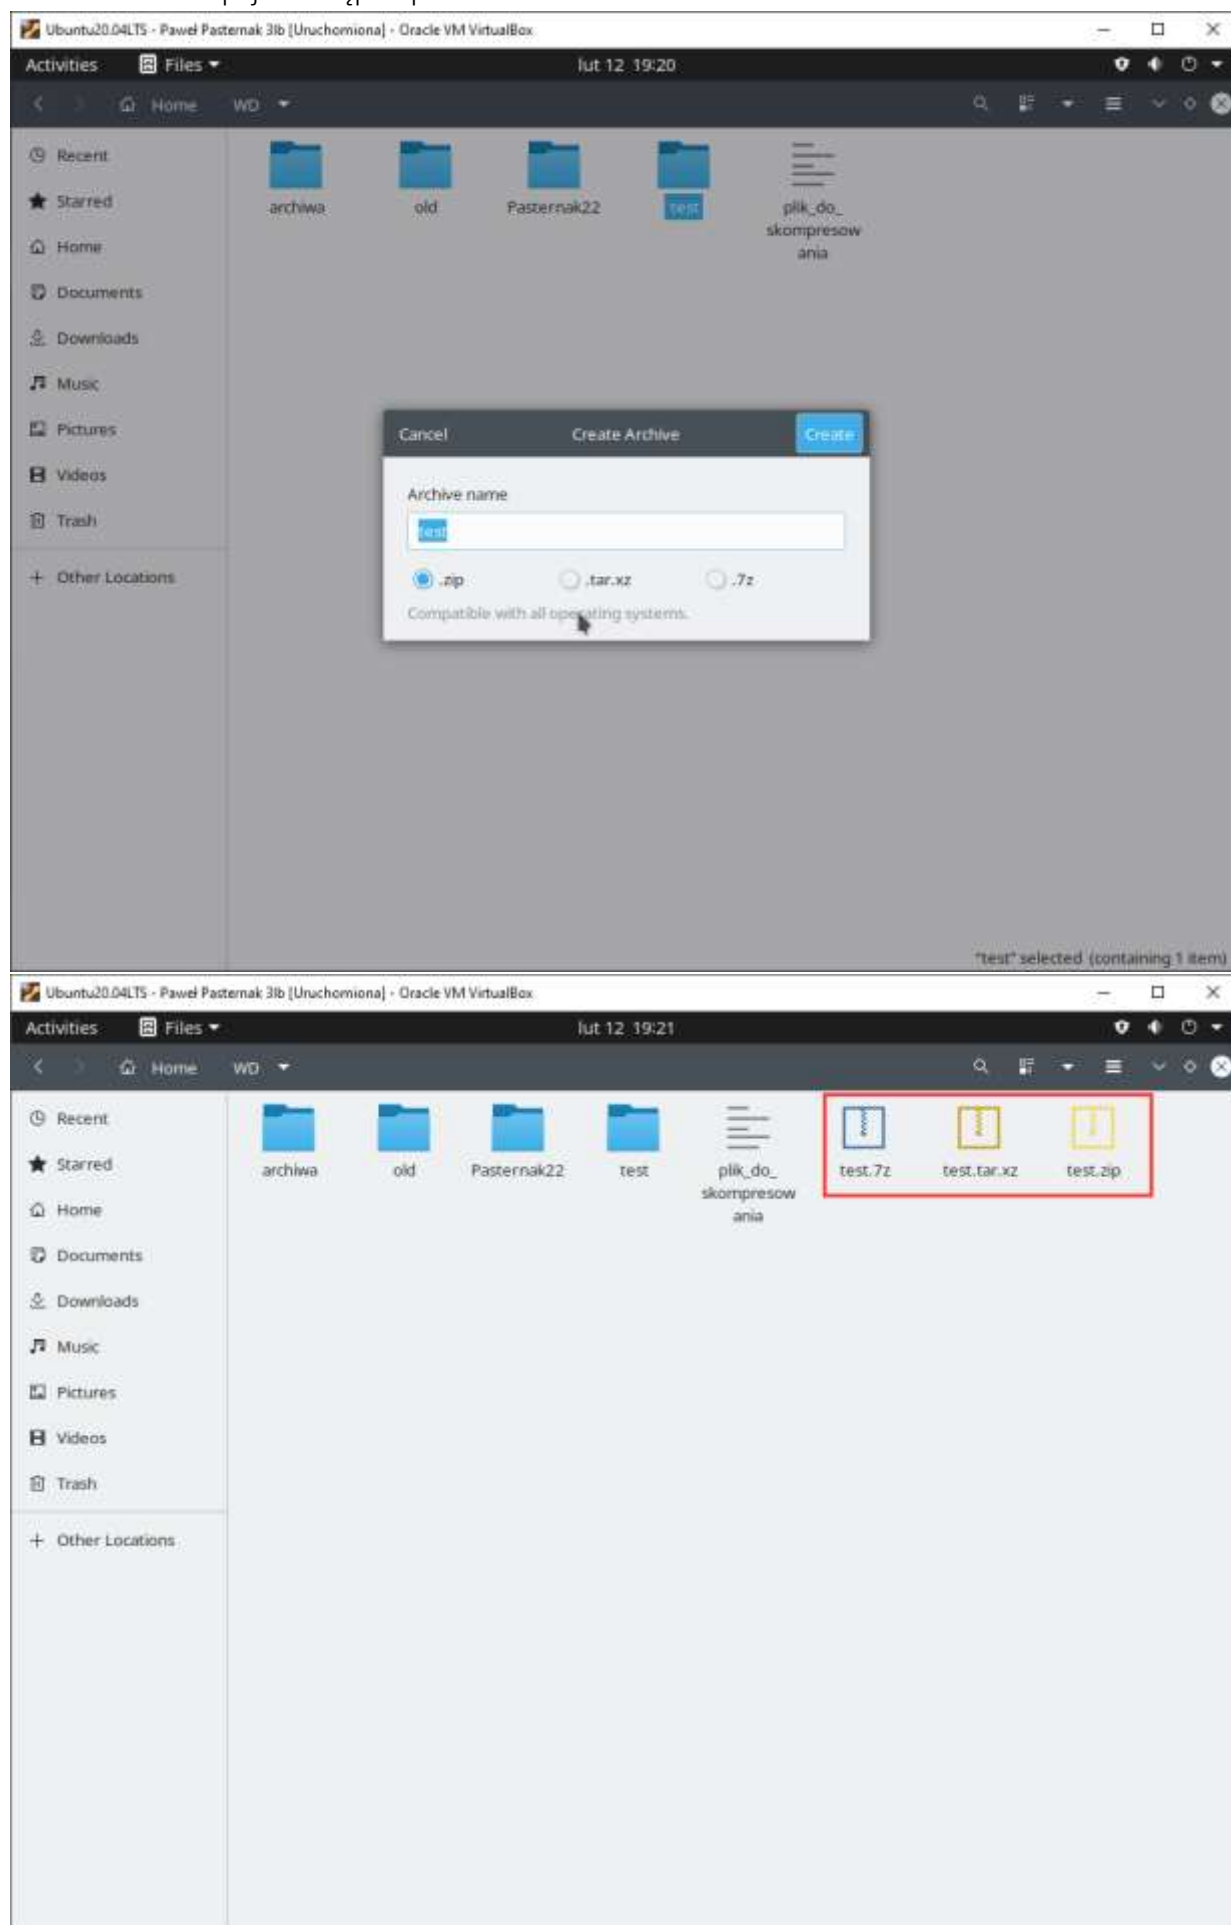 Ubuntu20.04LTS - Paweł Pasternak 3Ib [Uruchomiona] - Oracle VM VirtualBox
Activities Files lut 12 19:20
Home WD
Recent
Starred
Home
Documents
Downloads
Music
Pictures
Videos
Trash
+ Other Locations
archiwa old Pasternak22 test plik_do_
skompresow
ania
Cancel Create Archive Create
Archive name
test
.zip .tar.xz .7z
Compatible with all operating systems.
"test" selected (containing 1 item)
Ubuntu20.04LTS - Paweł Pasternak 3Ib [Uruchomiona] - Oracle VM VirtualBox
Activities Files lut 12 19:21
Home WD
Recent
Starred
Home
Documents
Downloads
Music
Pictures
Videos
Trash
+ Other Locations
archiwa old Pasternak22 test plik_do_ test.7z test.tar.xz test.zip
skompresow
ania